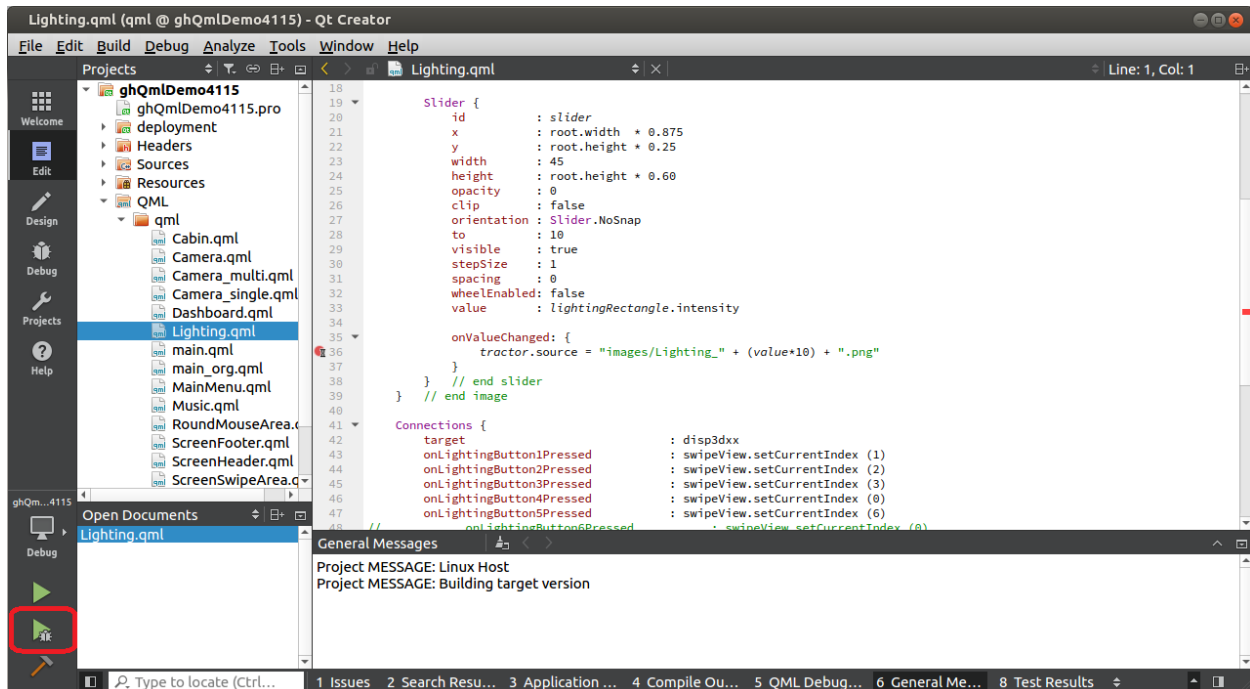 Lighting.qml (qml @ ghQmlDemo4115) - Qt Creator
File Edit Build Debug Analyze Tools Window Help
Projects
Lighting.qml
Line: 1, Col: 1
Welcome
Edit
Design
Debug
Projects
Help
ghQm...4115
Debug
ghQmlDemo4115
ghQmlDemo4115.pro
deployment
Headers
Sources
Resources
QML
qml
Cabin.qml
Camera.qml
Camera_multi.qml
Camera_single.qml
Dashboard.qml
Lighting.qml
main.qml
main_org.qml
MainMenu.qml
Music.qml
RoundMouseArea.
ScreenFooter.qml
ScreenHeader.qml
ScreenSwipeArea.
Open Documents
Lighting.qml
18
19 Slider {
20 id : slider
21 x : root.width * 0.875
22 y : root.height * 0.25
23 width : 45
24 height : root.height * 0.60
25 opacity : 0
26 clip : false
27 orientation : Slider.NoSnap
28 to : 10
29 visible : true
30 stepSize : 1
31 spacing : 0
32 wheelEnabled: false
33 value : lightingRectangle.intensity
34
35 onValueChanged: {
36 tractor.source = "images/Lighting_" + (value*10) + ".png"
37 }
38 } // end slider
39 } // end image
40
41 Connections {
42 target : disp3dxx
43 onLightingButton1Pressed : swipeView.setCurrentIndex (1)
44 onLightingButton2Pressed : swipeView.setCurrentIndex (2)
45 onLightingButton3Pressed : swipeView.setCurrentIndex (3)
46 onLightingButton4Pressed : swipeView.setCurrentIndex (0)
47 onLightingButton5Pressed : swipeView.setCurrentIndex (6)
48 // onLightingButton6Pressed : swipeView.setCurrentIndex (0)
General Messages
Project MESSAGE: Linux Host
Project MESSAGE: Building target version
Type to locate (Ctrl...
1 Issues 2 Search Resu... 3 Application ... 4 Compile Ou... 5 QML Debug... 6 General Me... 8 Test Results